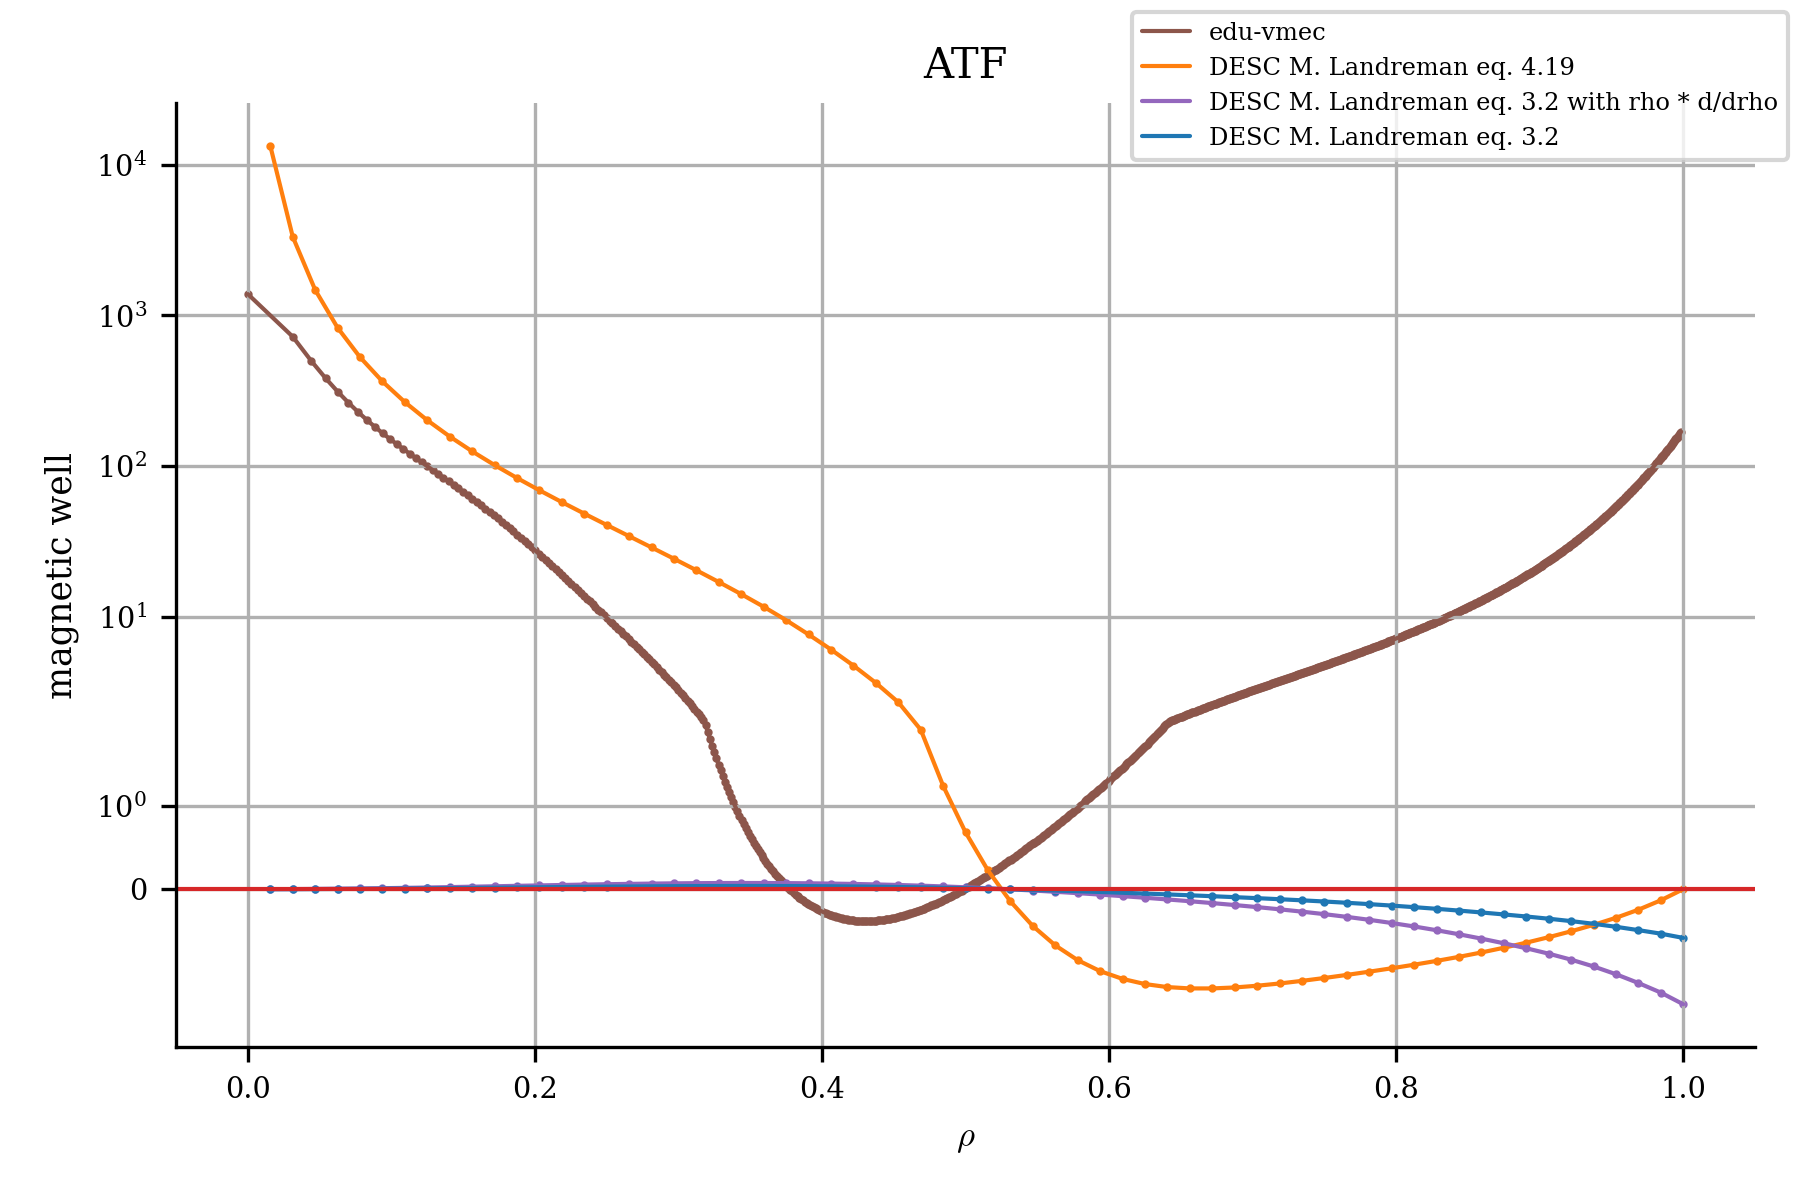 ATF
edu-vmec
DESC M. Landreman eq. 4.19
DESC M. Landreman eq. 3.2 with rho * d/drho
DESC M. Landreman eq. 3.2
magnetic well
10⁴
10³
10²
10¹
10⁰
0
0.0 0.2 0.4 0.6 0.8 1.0
ρ